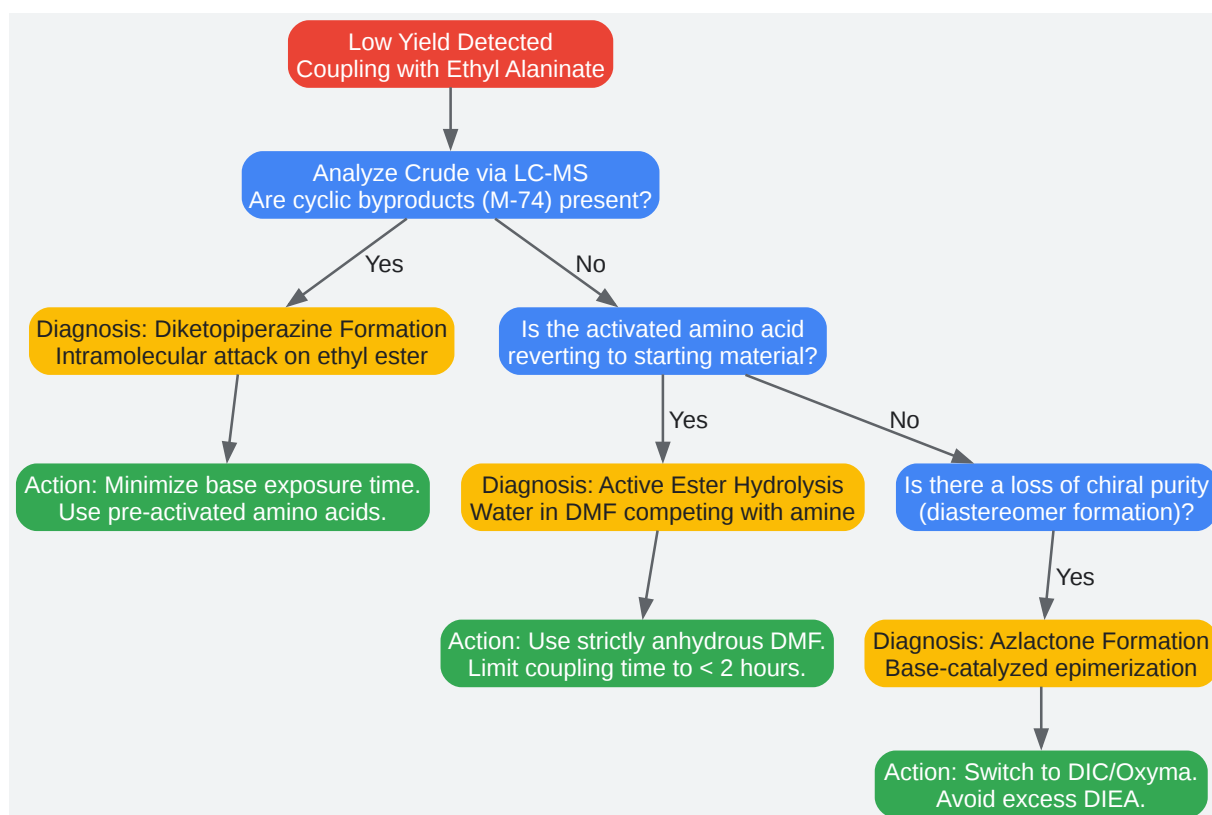 Low Yield Detected
Coupling with Ethyl Alaninate
Analyze Crude via LC-MS
Are cyclic byproducts (M-74) present?
Yes
No
Diagnosis: Diketopiperazine Formation
Intramolecular attack on ethyl ester
Is the activated amino acid
reverting to starting material?
Yes
No
Action: Minimize base exposure time.
Use pre-activated amino acids.
Diagnosis: Active Ester Hydrolysis
Water in DMF competing with amine
Is there a loss of chiral purity
(diastereomer formation)?
Yes
Action: Use strictly anhydrous DMF.
Limit coupling time to < 2 hours.
Diagnosis: Azlactone Formation
Base-catalyzed epimerization
Action: Switch to DIC/Oxyma.
Avoid excess DIEA.